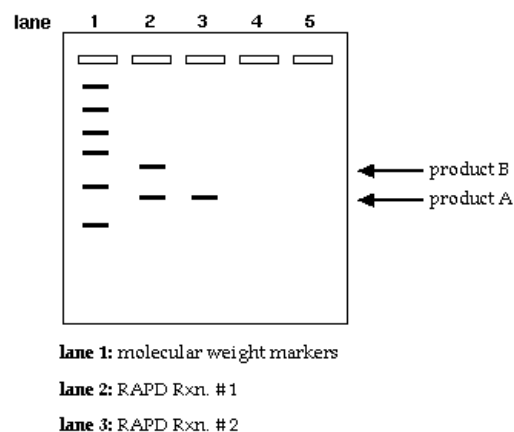 lane 1 2 3 4 5
product B
product A
lane 1: molecular weight markers
lane 2: RAPD Rxn. #1
lane 3: RAPD Rxn. #2